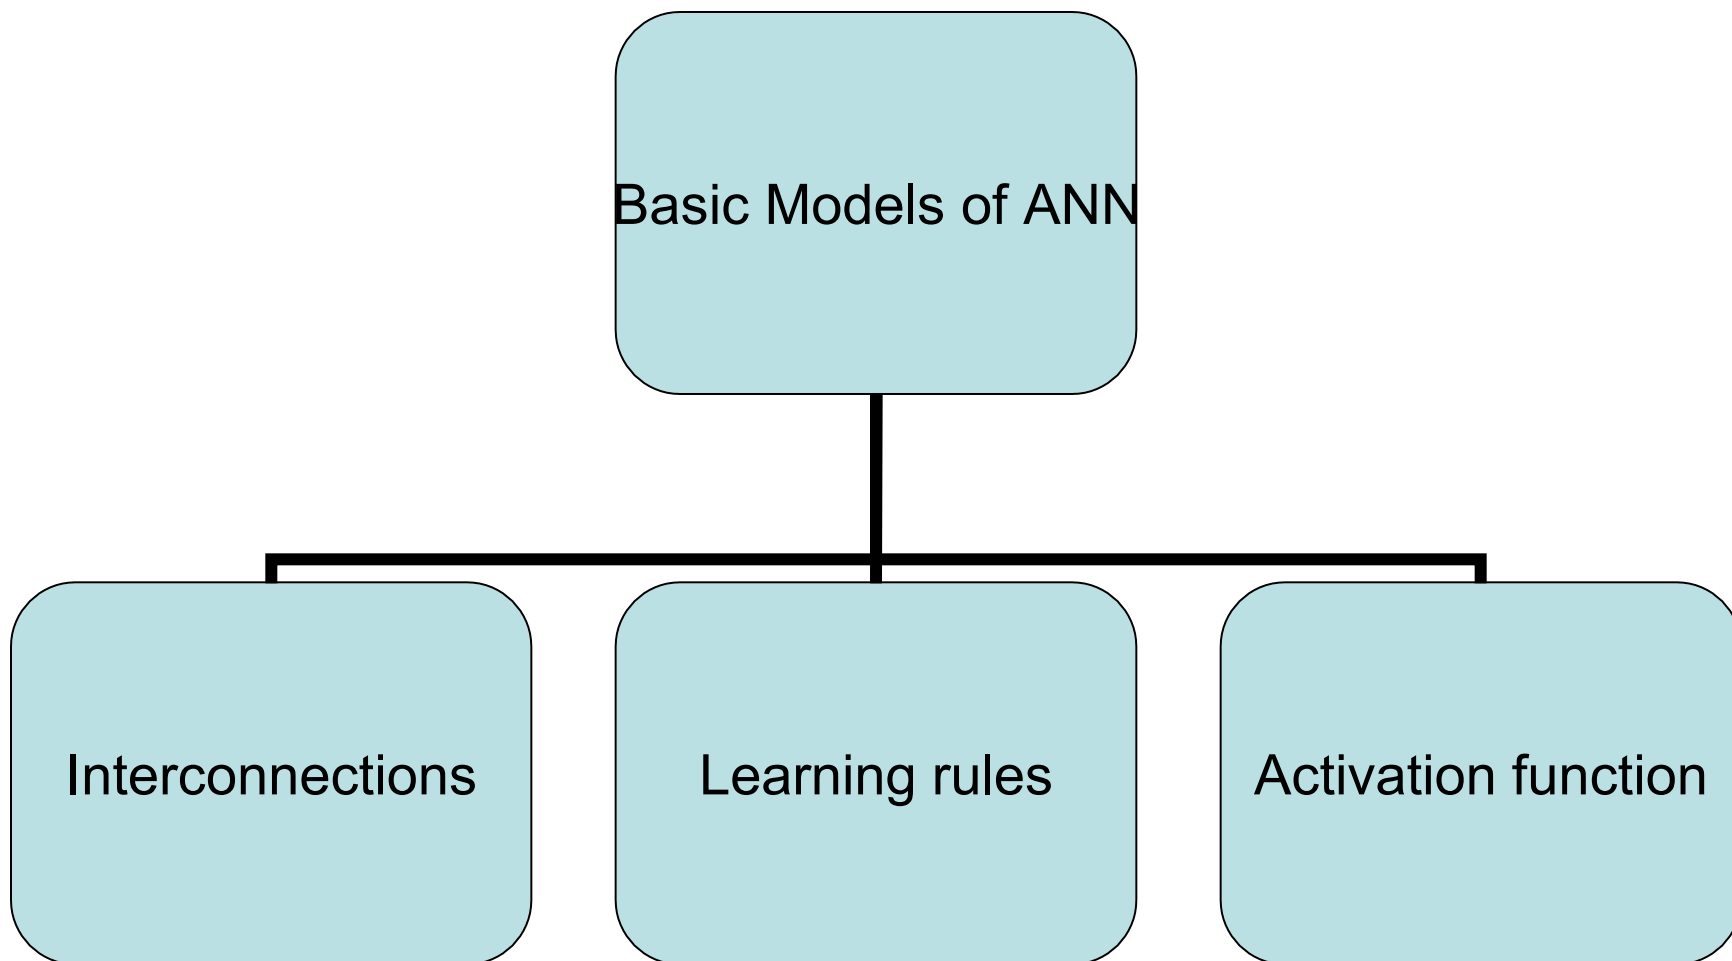 Basic Models of ANN
Interconnections
Learning rules
Activation function